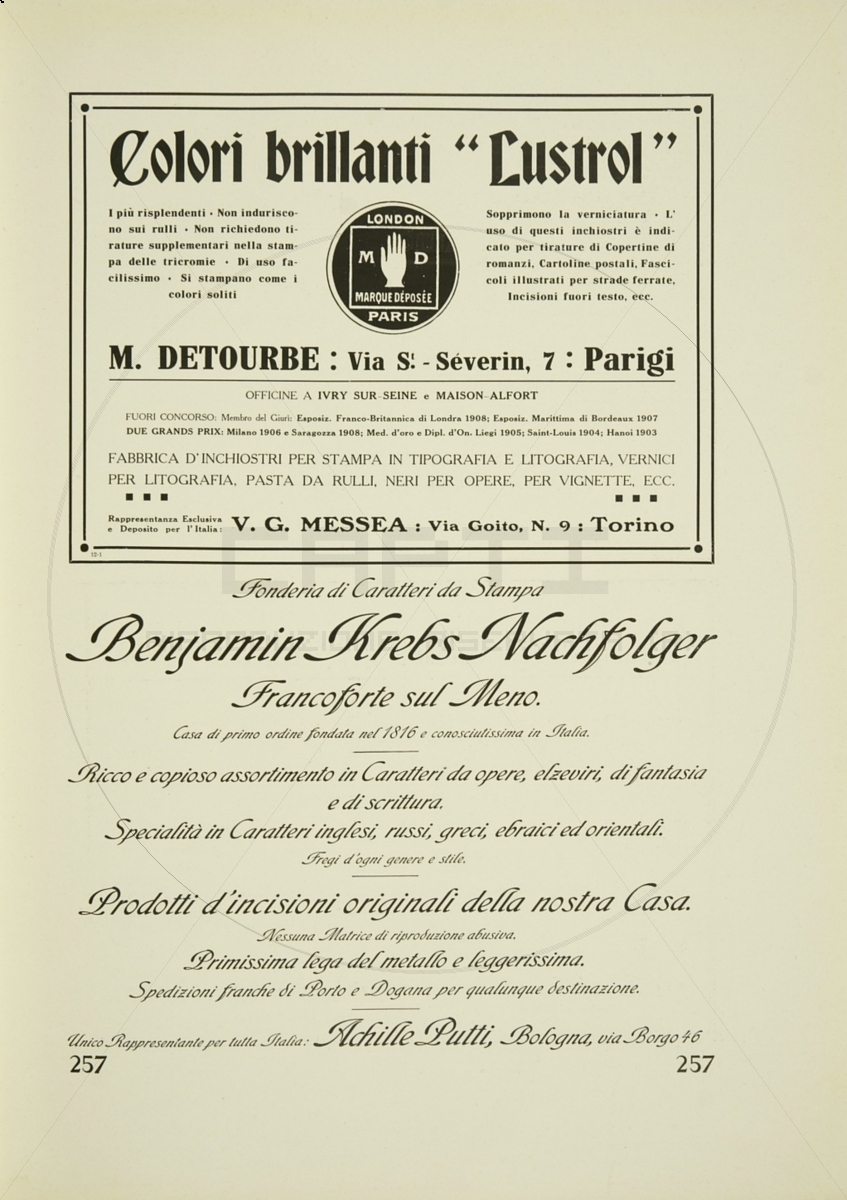 Colori brillanti “Lustrol”
I più risplendenti · Non indurisco-
no sui rulli · Non richiedono ti-
rature supplementari nella stam-
pa delle tricromie · Di uso fa-
cilissimo · Si stampano come i
colori soliti
LONDON
M D
MARQUE DÉPOSÉE
PARIS
Sopprimono la verniciatura · L'
uso di questi inchiostri è indi-
cato per tirature di Copertine di
romanzi, Cartoline postali, Fasci-
coli illustrati per strade ferrate,
Incisioni fuori testo, ecc.
M. DETOURBE : Via St - Séverin, 7 : Parigi
OFFICINE A IVRY SUR-SEINE e MAISON-ALFORT
FUORI CONCORSO: Membro del Giurì: Esposiz. Franco-Britannica di Londra 1908; Esposiz. Marittima di Bordeaux 1907
DUE GRANDS PRIX: Milano 1906 e Saragozza 1908; Med. d'oro e Dipl. d'On. Liegi 1905; Saint-Louis 1904; Hanoi 1903
FABBRICA D'INCHIOSTRI PER STAMPA IN TIPOGRAFIA E LITOGRAFIA, VERNICI
PER LITOGRAFIA, PASTA DA RULLI, NERI PER OPERE, PER VIGNETTE, ECC.
Rappresentanza Esclusiva
e Deposito per l'Italia: V. G. MESSEA : Via Goito, N. 9 : Torino
12-1
Fonderia di Caratteri da Stampa
Benjamin Krebs Nachfolger
Francoforte sul Meno.
Casa di primo ordine fondata nel 1816 e conosciutissima in Italia.
Ricco e copioso assortimento in Caratteri da opere, elzeviri, di fantasia
e di scrittura.
Specialità in Caratteri inglesi, russi, greci, ebraici ed orientali.
Fregi d'ogni genere e stile.
Prodotti d'incisioni originali della nostra Casa.
Nessuna Matrice di riproduzione abusiva.
Primissima lega del metallo e leggerissima.
Spedizioni franche di Porto e Dogana per qualunque destinazione.
Unico Rappresentante per tutta Italia: Achille Putti, Bologna, via Borgo 46
257 257